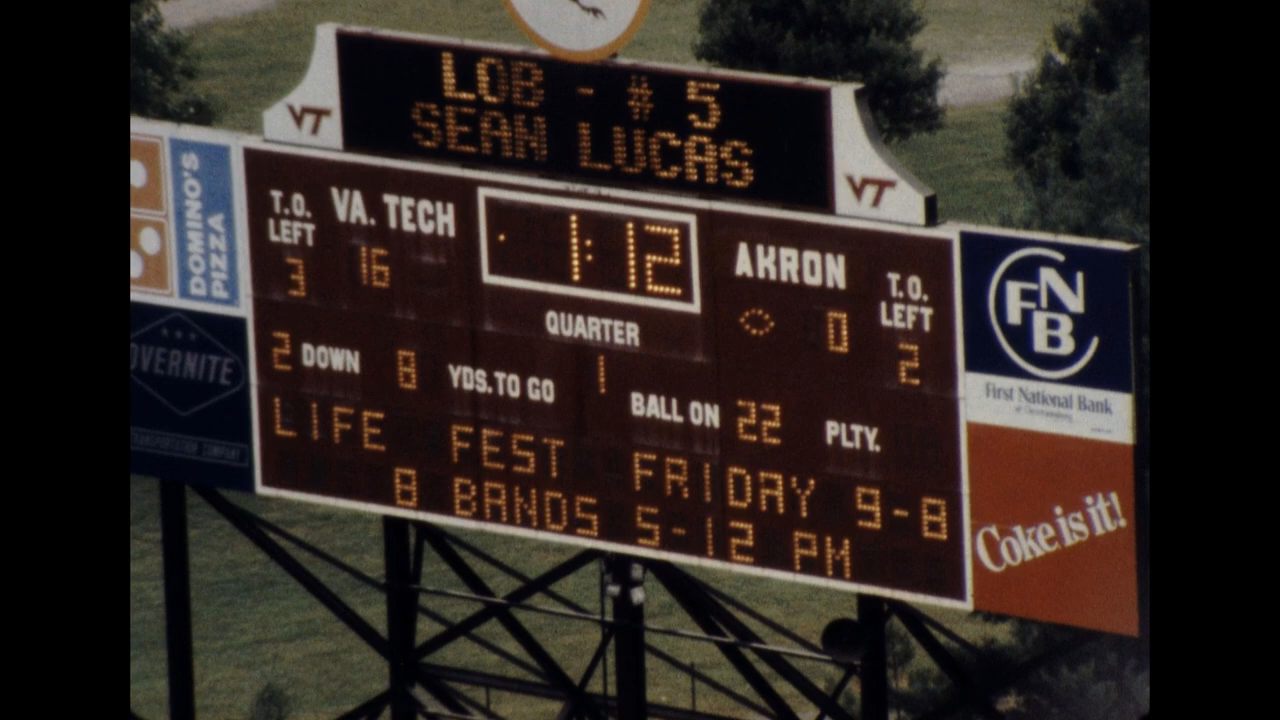 LOB - # 5
SEAN LUCAS
VT
VT
DOMINO'S
PIZZA
OVERNITE
TRANSPORTATION COMPANY
T.O.
LEFT
3
VA. TECH
16
1:12
AKRON
0
T.O.
LEFT
2
QUARTER
1
2 DOWN 8 YDS. TO GO
BALL ON 22 PLTY.
LIFE FEST FRIDAY 9-8
8 BANDS 5-12 PM
FNB
First National Bank
Coke is it!